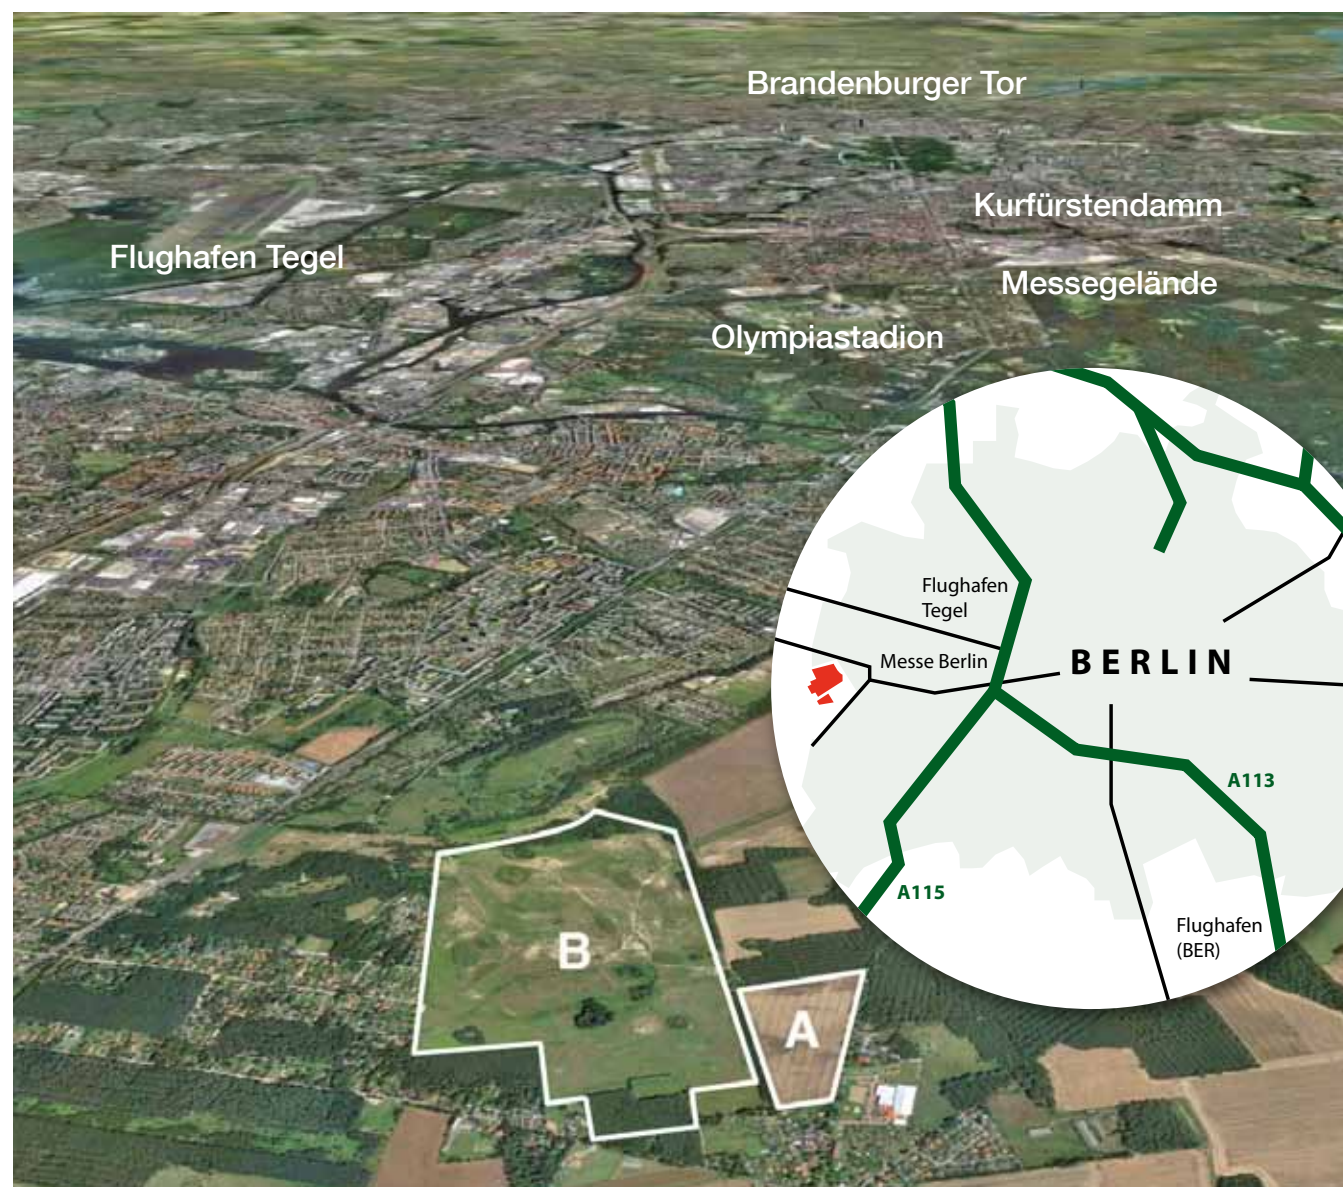 Brandenburger Tor
Kurfürstendamm
Flughafen Tegel
Messegelände
Olympiastadion
Flughafen
Tegel
Messe Berlin
BERLIN
A113
A115
Flughafen
(BER)
B
A